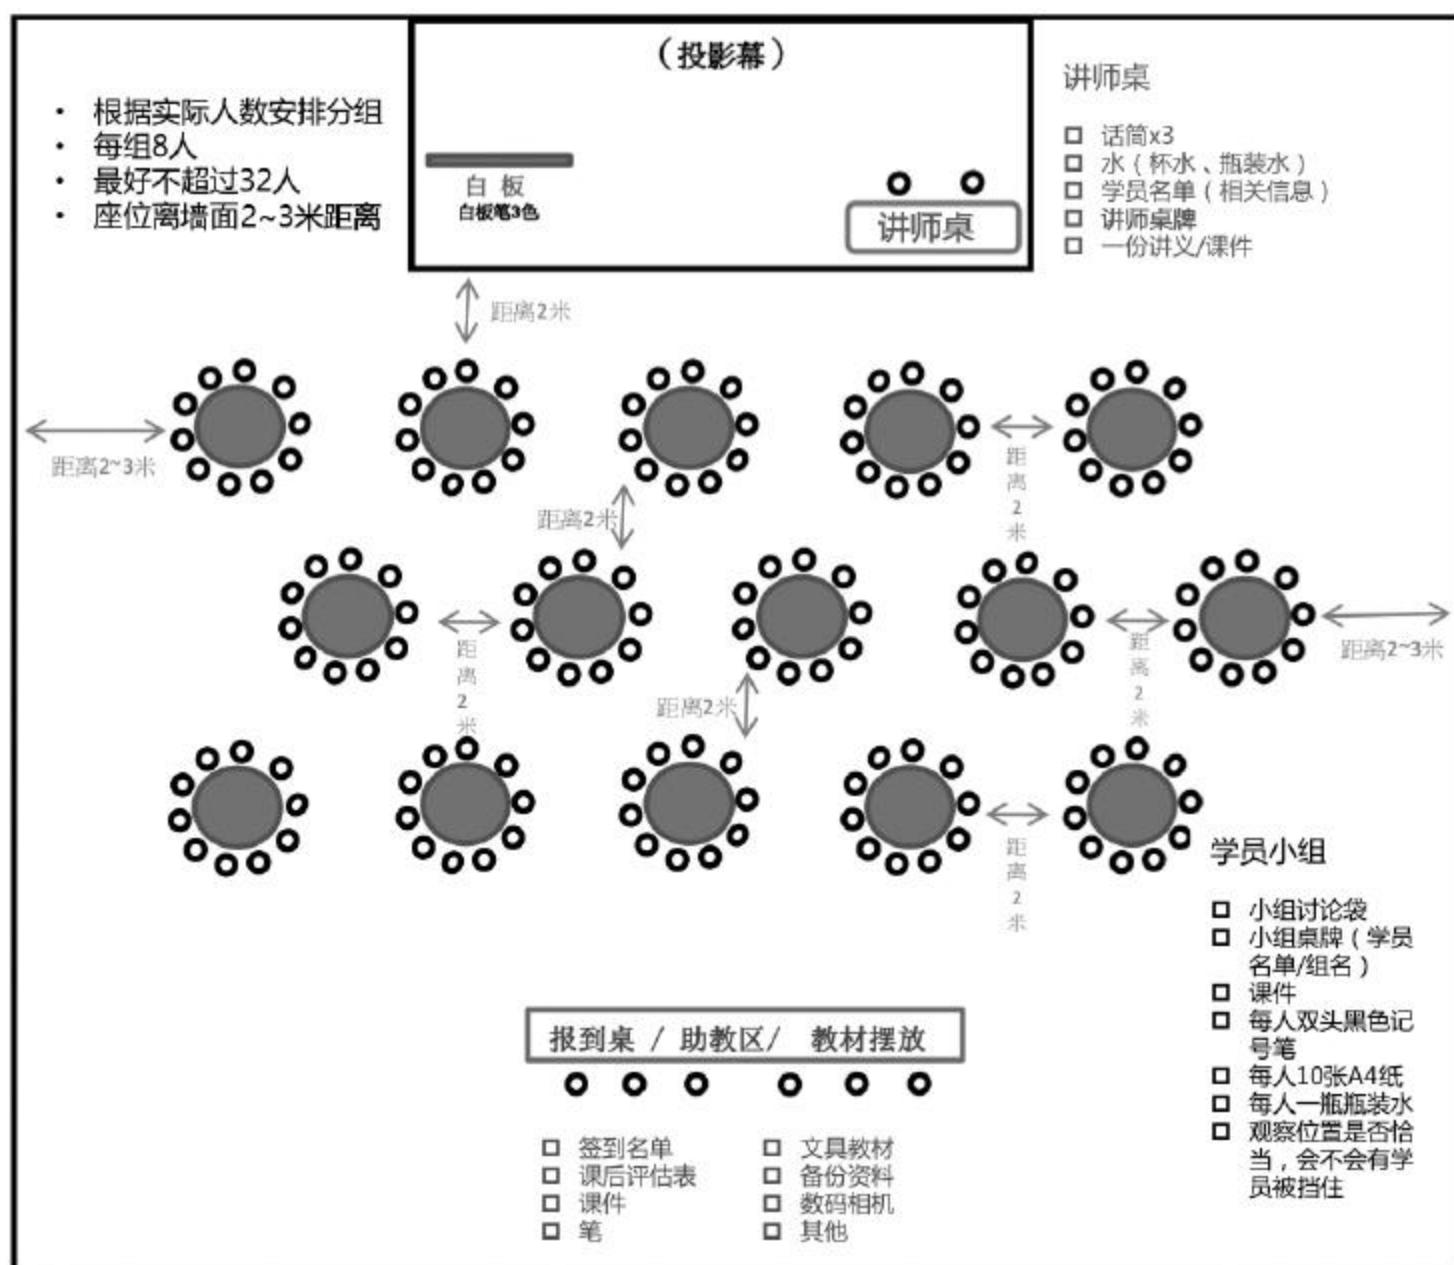 （投影幕）
• 根据实际人数安排分组
• 每组8人
• 最好不超过32人
• 座位离墙面2~3米距离
白 板
白板笔3色
讲师桌
讲师桌
□ 话筒x3
□ 水（杯水、瓶装水）
□ 学员名单（相关信息）
□ 讲师桌牌
□ 一份讲义/课件
距离2米
距离2~3米
距离2米
距离2米
距离2米
距离2米
距离2~3米
距离2米
距离2米
学员小组
□ 小组讨论袋
□ 小组桌牌（学员
名单/组名）
□ 课件
□ 每人双头黑色记
号笔
□ 每人10张A4纸
□ 每人一瓶瓶装水
□ 观察位置是否恰
当，会不会有学
员被挡住
报到桌 / 助教区/ 教材摆放
□ 签到名单
□ 课后评估表
□ 课件
□ 笔
□ 文具教材
□ 备份资料
□ 数码相机
□ 其他